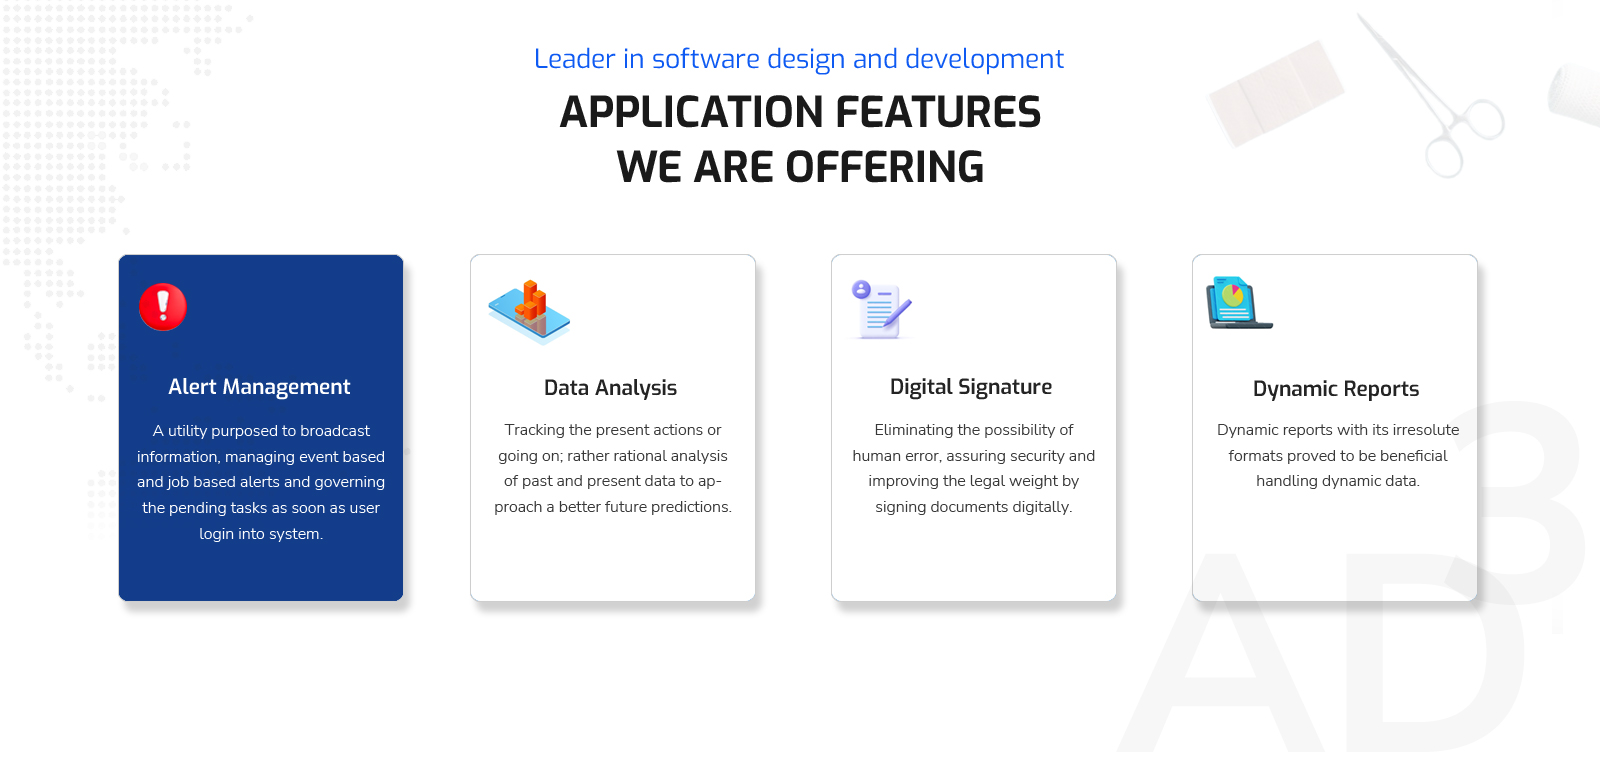 Leader in software design and development
APPLICATION FEATURES
WE ARE OFFERING
Alert Management
A utility purposed to broadcast
information, managing event based
and job based alerts and governing
the pending tasks as soon as user
login into system.
Data Analysis
Tracking the present actions or
going on; rather rational analysis
of past and present data to ap-
proach a better future predictions.
Digital Signature
Eliminating the possibility of
human error, assuring security and
improving the legal weight by
signing documents digitally.
Dynamic Reports
Dynamic reports with its irresolute
formats proved to be beneficial
handling dynamic data.
AD3